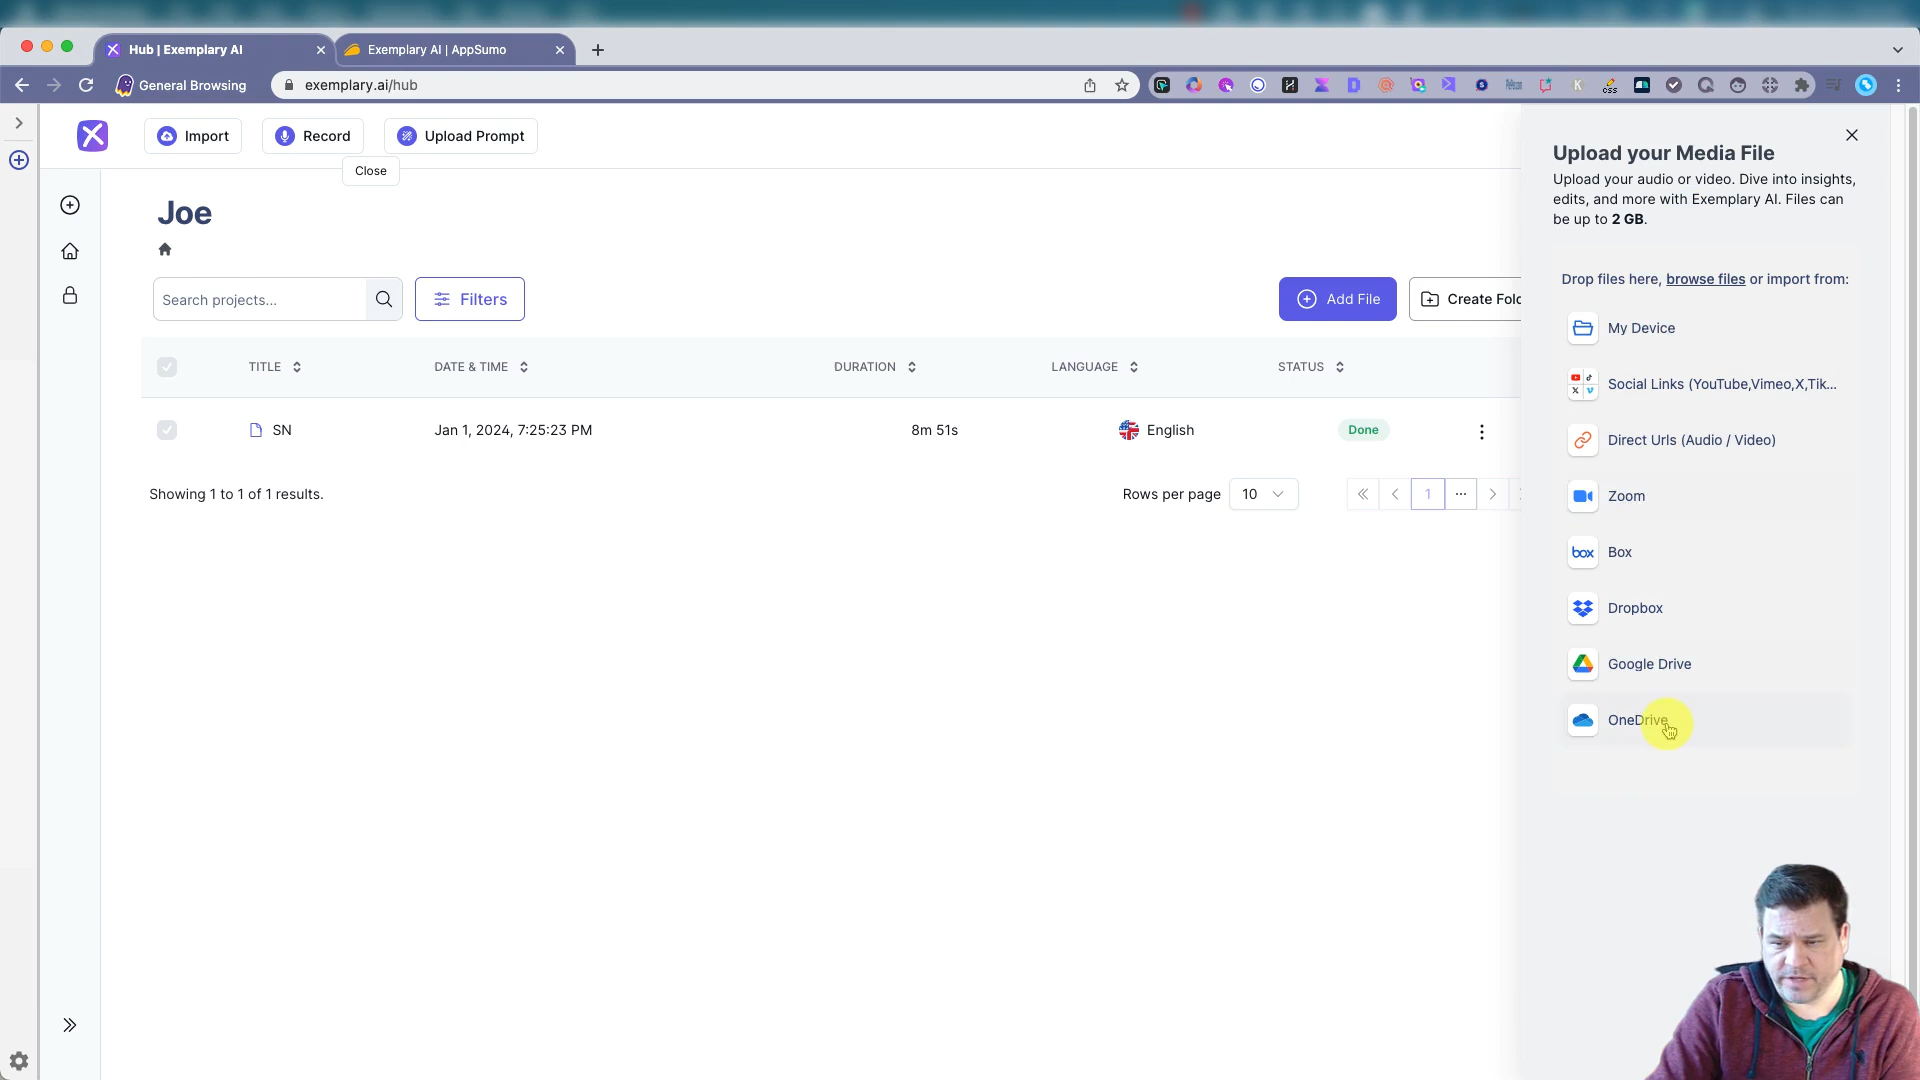 Hub | Exemplary AI
Exemplary AI | AppSumo
General Browsing
exemplary.ai/hub
Import
Record
Upload Prompt
Close
Joe
Search projects...
Filters
Add File
Create Fold
TITLE
DATE & TIME
DURATION
LANGUAGE
STATUS
SN
Jan 1, 2024, 7:25:23 PM
8m 51s
English
Done
Showing 1 to 1 of 1 results.
Rows per page
10
1
...
Upload your Media File
Upload your audio or video. Dive into insights,
edits, and more with Exemplary AI. Files can
be up to 2 GB.
Drop files here, browse files or import from:
My Device
Social Links (YouTube,Vimeo,X,Tik...
Direct Urls (Audio / Video)
Zoom
box
Box
Dropbox
Google Drive
OneDrive